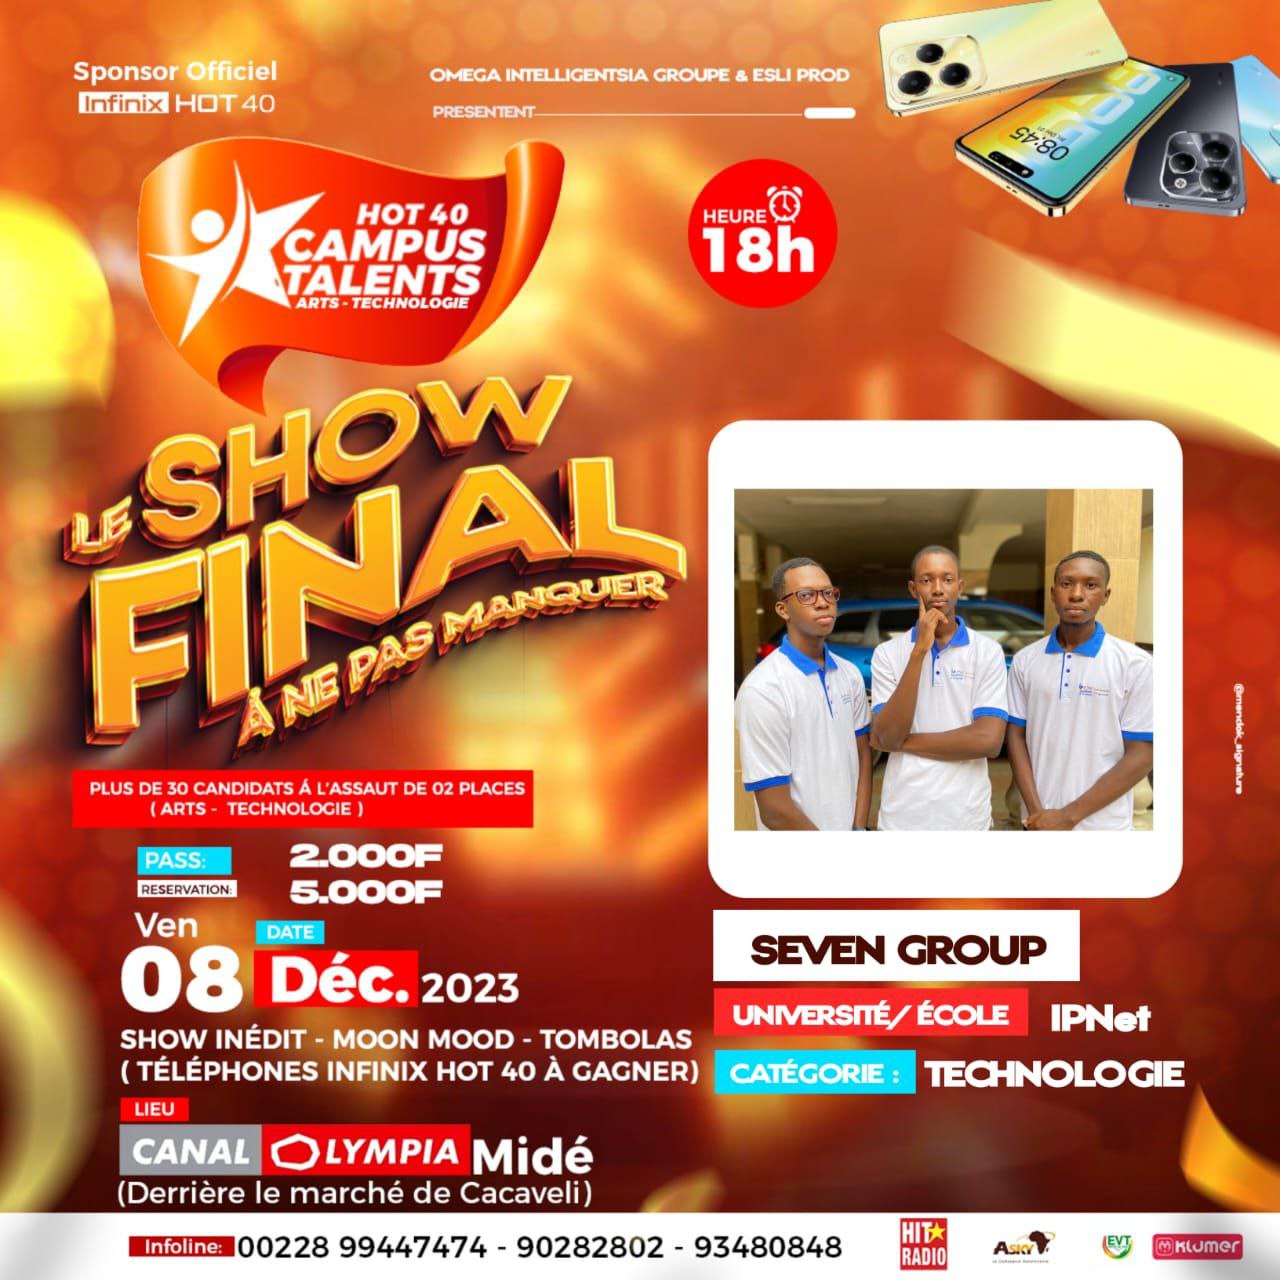 Sponsor Officiel
Infinix HOT 40
OMEGA INTELLIGENTSIA GROUPE & ESLI PROD
PRESENTENT
08:45
HOT 40
CAMPUS
TALENTS
ARTS - TECHNOLOGIE
HEURE
18h
LE SHOW
FINAL
À NE PAS MANQUER
PLUS DE 30 CANDIDATS Á L'ASSAUT DE 02 PLACES
( ARTS - TECHNOLOGIE )
PASS: 2.000F
RESERVATION: 5.000F
Ven
DATE
08 Déc. 2023
SHOW INÉDIT - MOON MOOD - TOMBOLAS
( TÉLÉPHONES INFINIX HOT 40 À GAGNER)
LIEU
CANAL OLYMPIA Midé
(Derrière le marché de Cacaveli)
SEVEN GROUP
UNIVERSITÉ/ ÉCOLE IPNet
CATÉGORIE : TECHNOLOGIE
@mendok_signature
Infoline: 00228 99447474 - 90282802 - 93480848
HIT RADIO
ASKY
EVT
KLUMER